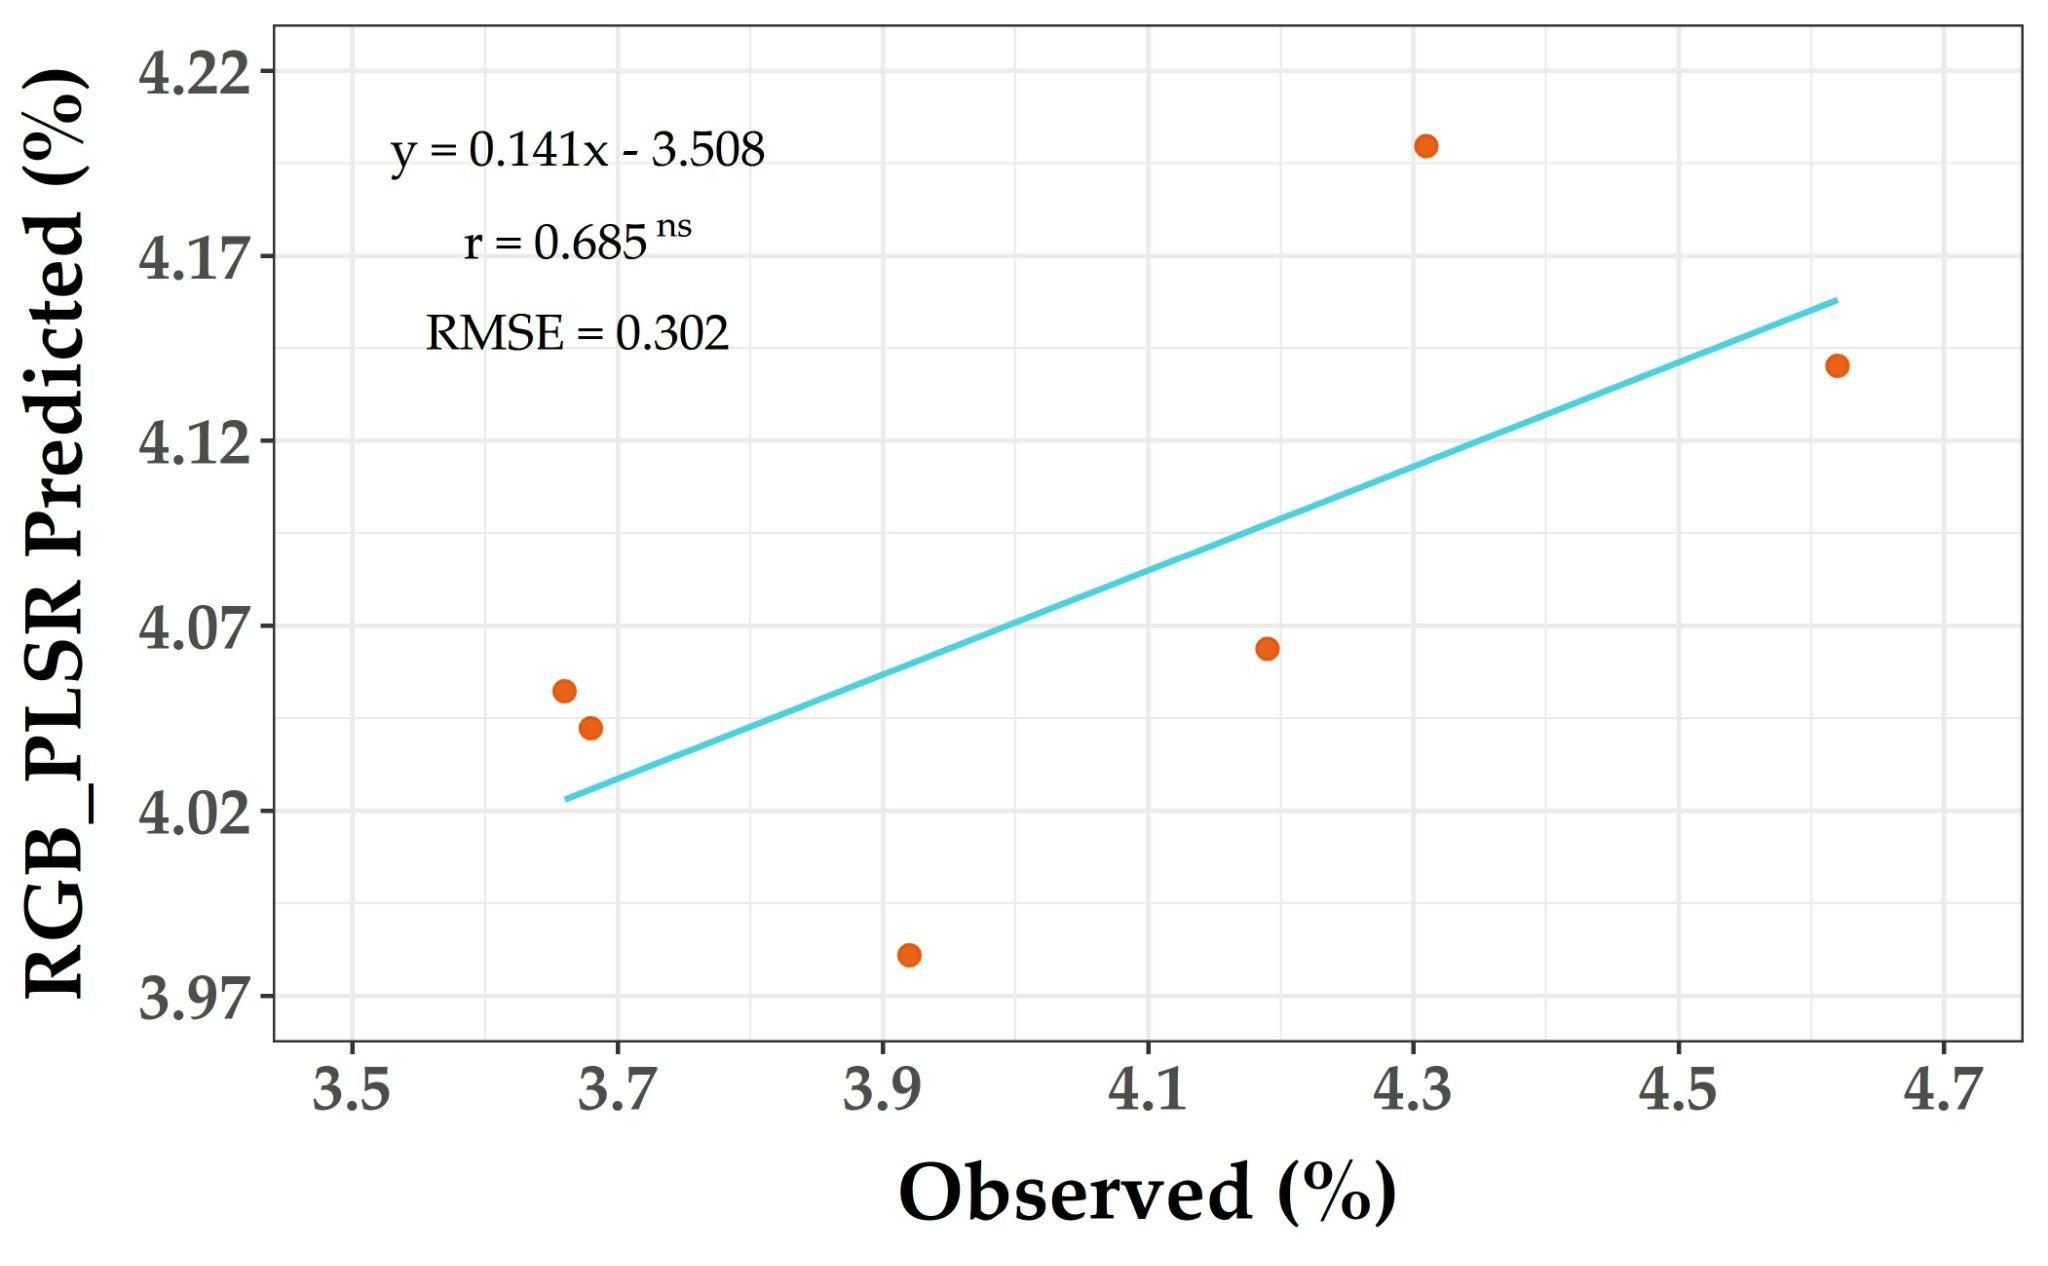 RGB_PLSR Predicted (%)
4.22
4.17
4.12
4.07
4.02
3.97
y = 0.141x - 3.508
r = 0.685 ns
RMSE = 0.302
3.5 3.7 3.9 4.1 4.3 4.5 4.7
Observed (%)